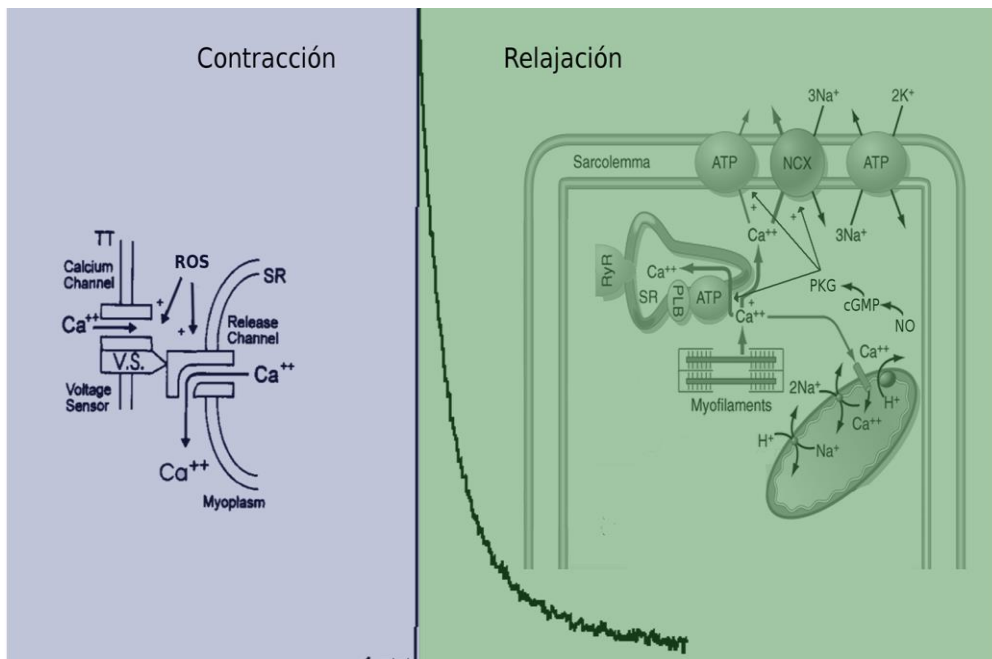 Contracción
TT
Calcium
Channel
ROS
SR
+
+
Ca++
Release
Channel
V.S.
Ca++
Voltage
Sensor
Ca++
Myoplasm
Relajación
3Na+
2K+
Sarcolemma
ATP
NCX
ATP
+
+
Ca++
3Na+
RyR
Ca++
SR
PLB
ATP
+
Ca++
PKG
cGMP
NO
Myofilaments
Ca++
2Na+
H+
Ca++
H+
Na+